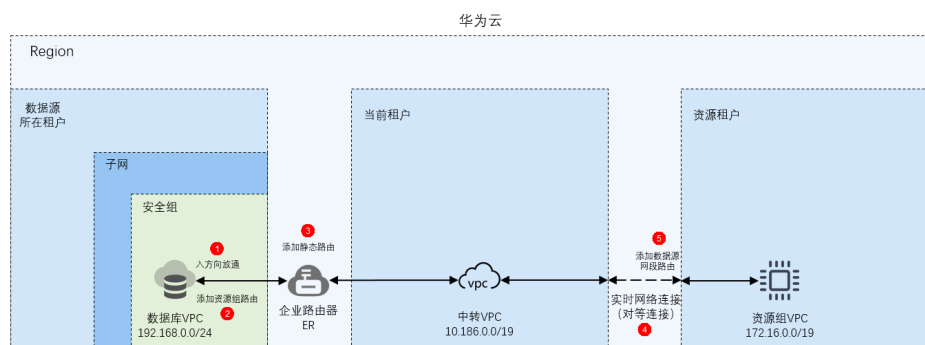 华为云
Region
数据源
所在租户
子网
安全组
1
入方向放通
添加资源组路由
2
数据库VPC
192.168.0.0/24
3
添加静态路由
企业路由器
ER
当前租户
vpc
中转VPC
10.186.0.0/19
5
添加数据源
网段路由
实时网络连接
（对等连接）
4
资源租户
资源组VPC
172.16.0.0/19